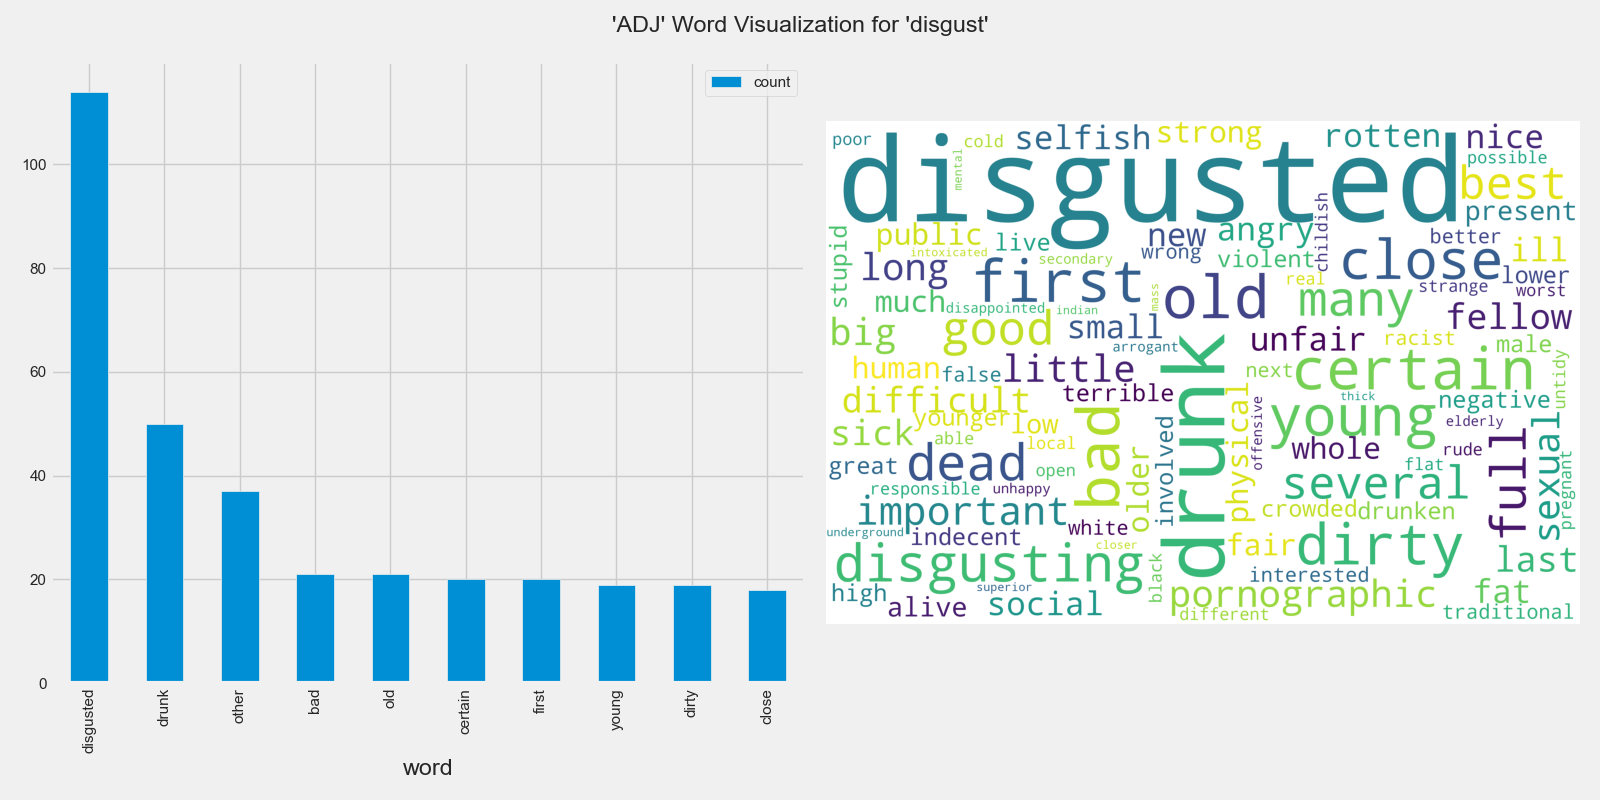 'ADJ' Word Visualization for 'disgust'
count
100
80
60
40
20
0
disgusted
drunk
other
bad
old
certain
first
young
dirty
close
word
poor
cold
selfish
strong
rotten
nice
mental
disgusted
possible
best
present
stupid
public
intoxicated
live
secondary
new
wrong
angry
violent
childish
better
ill
close
lower
long
first
old
real
many
strange
worst
much
disappointed
indian
mass
fellow
big
good
small
arrogant
unfair
racist
male
human
false
little
terrible
next
certain
untidy
difficult
younger
low
bad
drunk
physical
offensive
thick
young
negative
elderly
sick
able
local
great
dead
open
older
involved
whole
rude
flat
full
sexual
pregnant
responsible
unhappy
several
important
white
crowded
drunken
underground
indecent
closer
fair
dirty
last
disgusting
black
interested
high
superior
pornographic
fat
alive
social
different
traditional